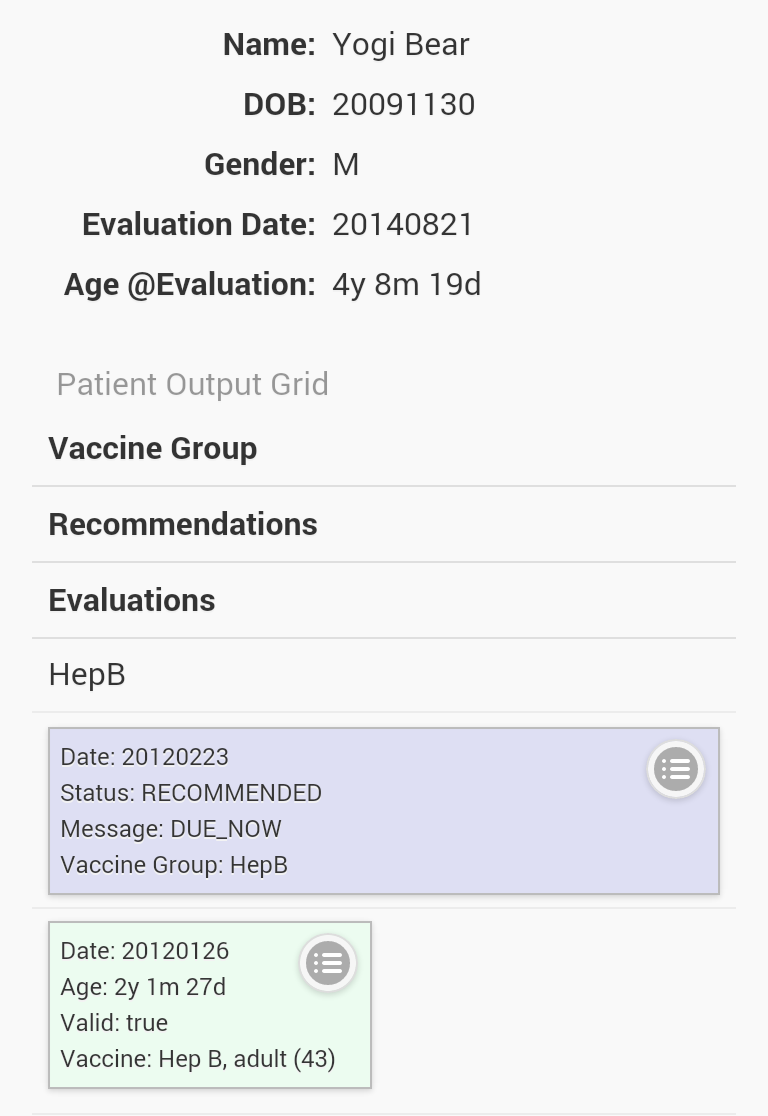 Name: Yogi Bear
DOB: 20091130
Gender: M
Evaluation Date: 20140821
Age @Evaluation: 4y 8m 19d
Patient Output Grid
Vaccine Group
Recommendations
Evaluations
HepB
Date: 20120223
Status: RECOMMENDED
Message: DUE_NOW
Vaccine Group: HepB
Date: 20120126
Age: 2y 1m 27d
Valid: true
Vaccine: Hep B, adult (43)